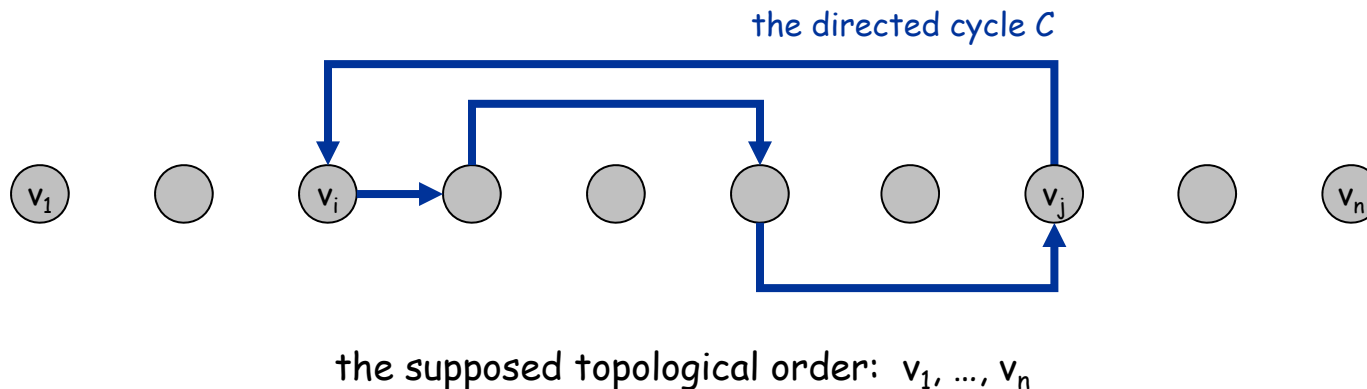 the directed cycle C
v₁ vᵢ vⱼ vₙ
the supposed topological order: v₁, …, vₙ